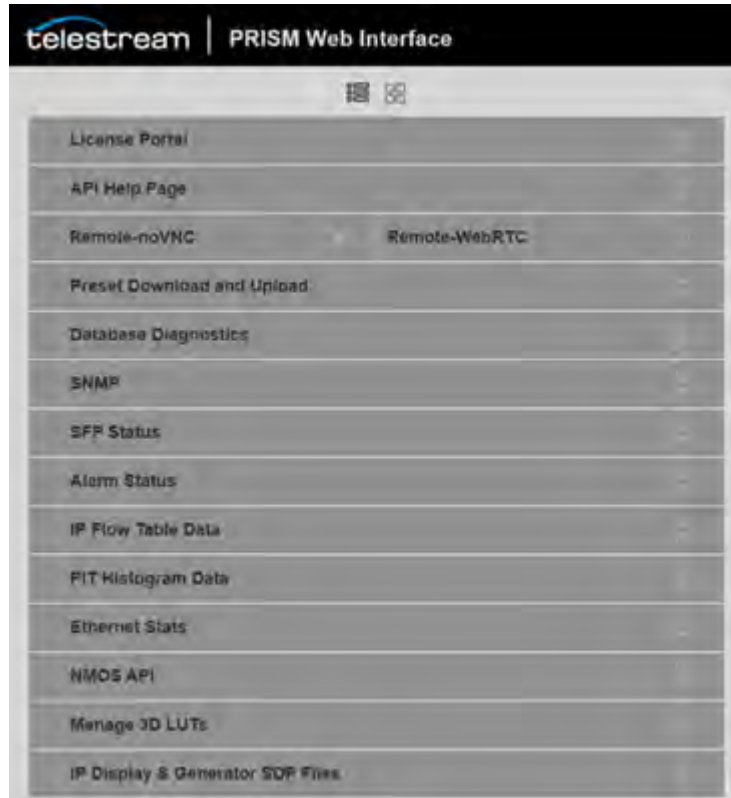 telestream | PRISM Web Interface
License Portal
API Help Page
Remote-noVNC Remote-WebRTC
Preset Download and Upload
Database Diagnostics
SNMP
SFP Status
Alarm Status
IP Flow Table Data
PIT Histogram Data
Ethernet Stats
NMOS API
Manage 3D LUTs
IP Display & Generator SDP Files